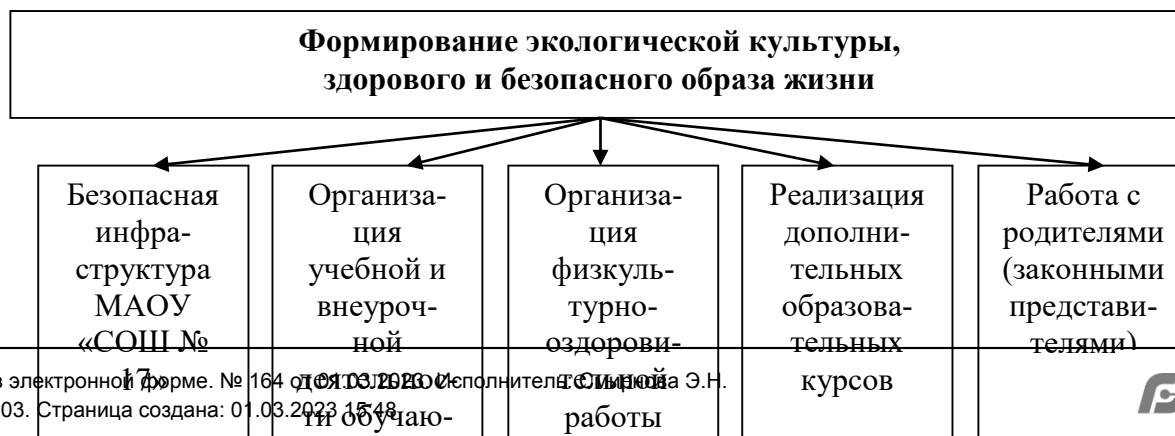 Формирование экологической культуры,
здорового и безопасного образа жизни
Безопасная
инфра-
структура
МАОУ
«СОШ №
17»
Организа-
ция
учебной и
внеуроч-
ной
деятельнос-
ти обучаю-
Организа-
ция
физкуль-
турно-
оздорови-
тельной
работы
Реализация
дополни-
тельных
образова-
тельных
курсов
Работа с
родителями
(законными
представи-
телями)
в электронной форме. № 164 от 01.03.2023. Исполнитель: Смирнова Э.Н.
03. Страница создана: 01.03.2023 15:48